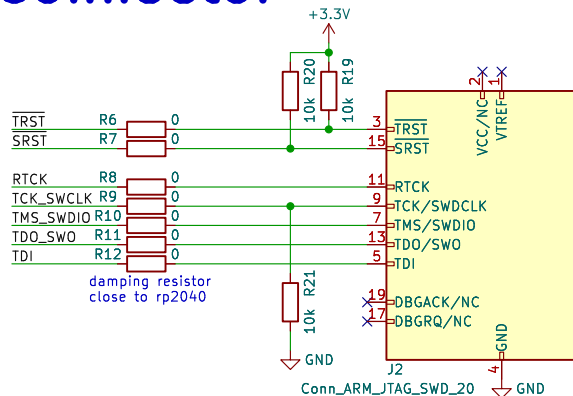 +3.3V
R20
10k
R19
10k
TRST
R6
0
3
TRST
SRST
R7
0
15
SRST
RTCK
R8
0
11
RTCK
TCK_SWCLK
R9
0
9
TCK/SWDCLK
TMS_SWDIO
R10
0
7
TMS/SWDIO
TDO_SWO
R11
0
13
TDO/SWO
TDI
R12
0
5
TDI
damping resistor
close to rp2040
R21
10k
GND
2
VCC/NC
1
VTREF
19
DBGACK/NC
17
DBGRQ/NC
GND
4
J2
Conn_ARM_JTAG_SWD_20
GND